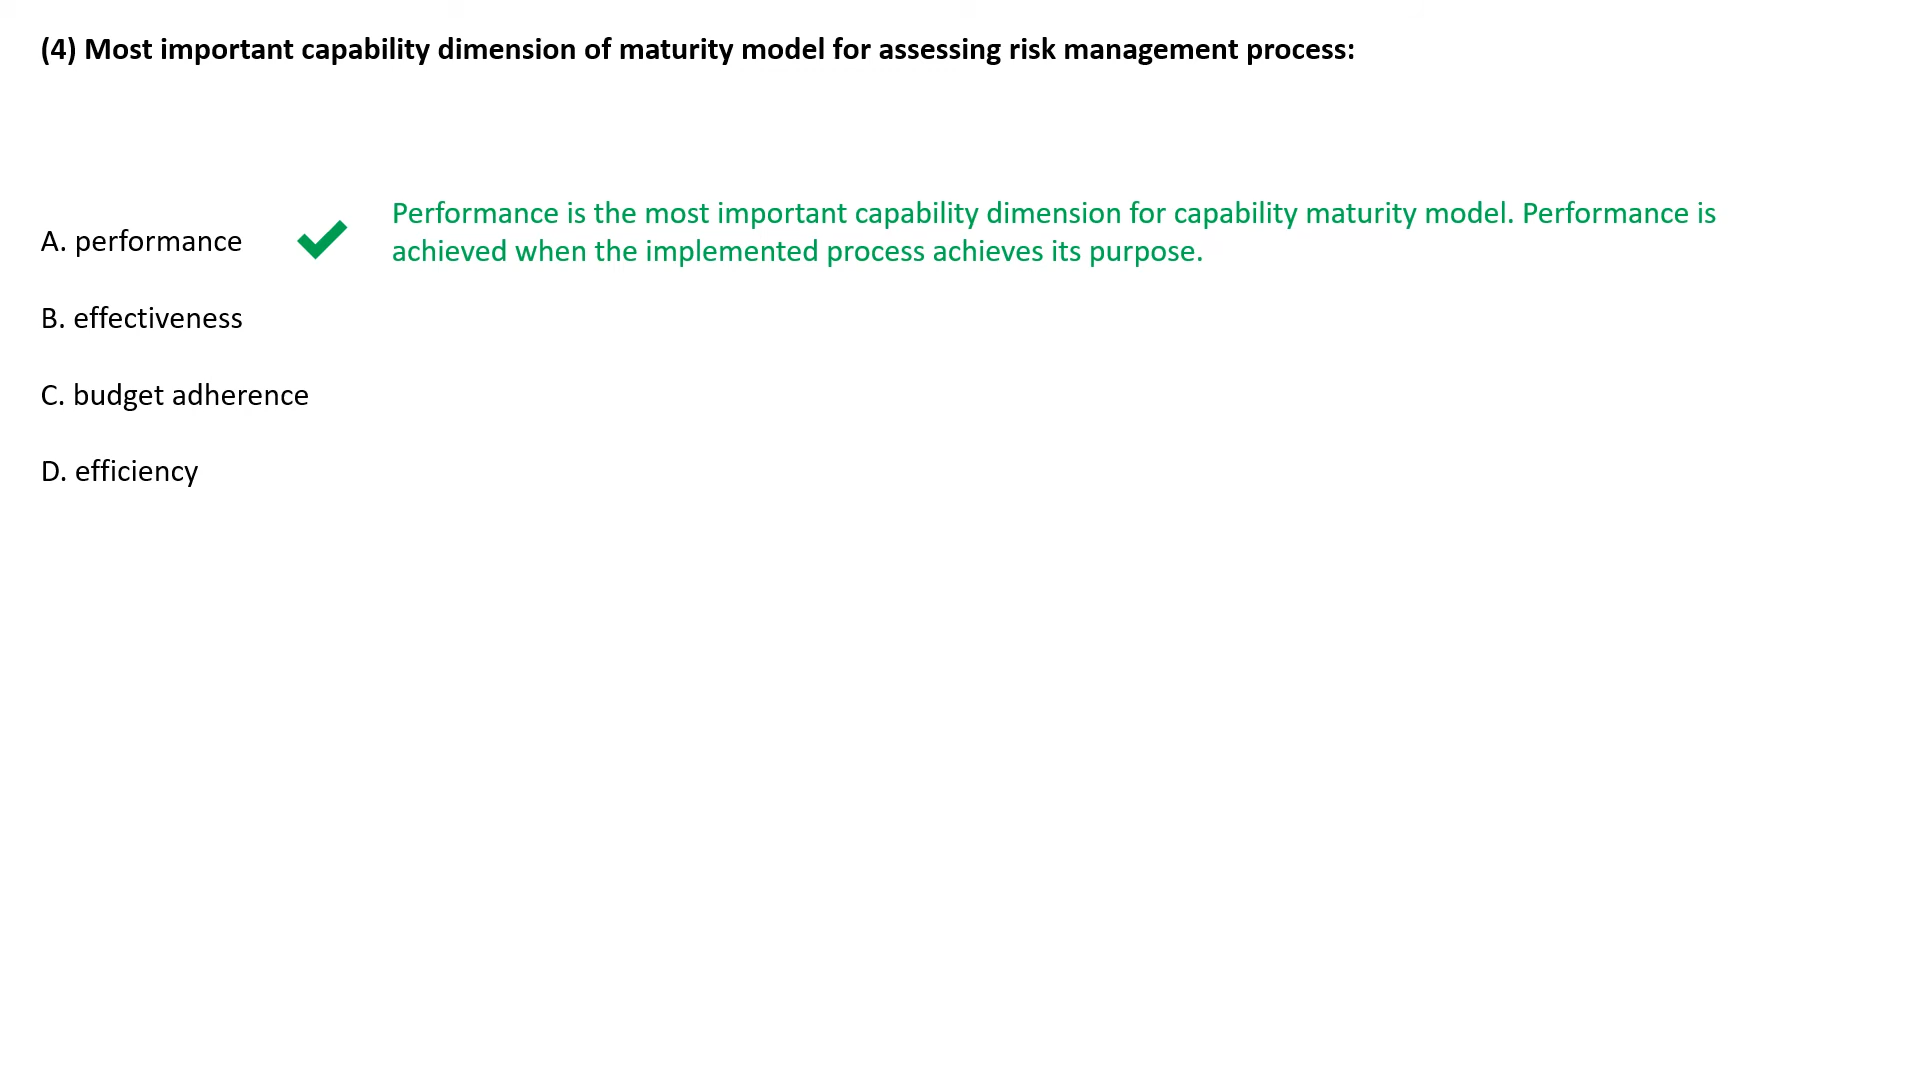 (4) Most important capability dimension of maturity model for assessing risk management process:
A. performance
Performance is the most important capability dimension for capability maturity model. Performance is
achieved when the implemented process achieves its purpose.
B. effectiveness
C. budget adherence
D. efficiency